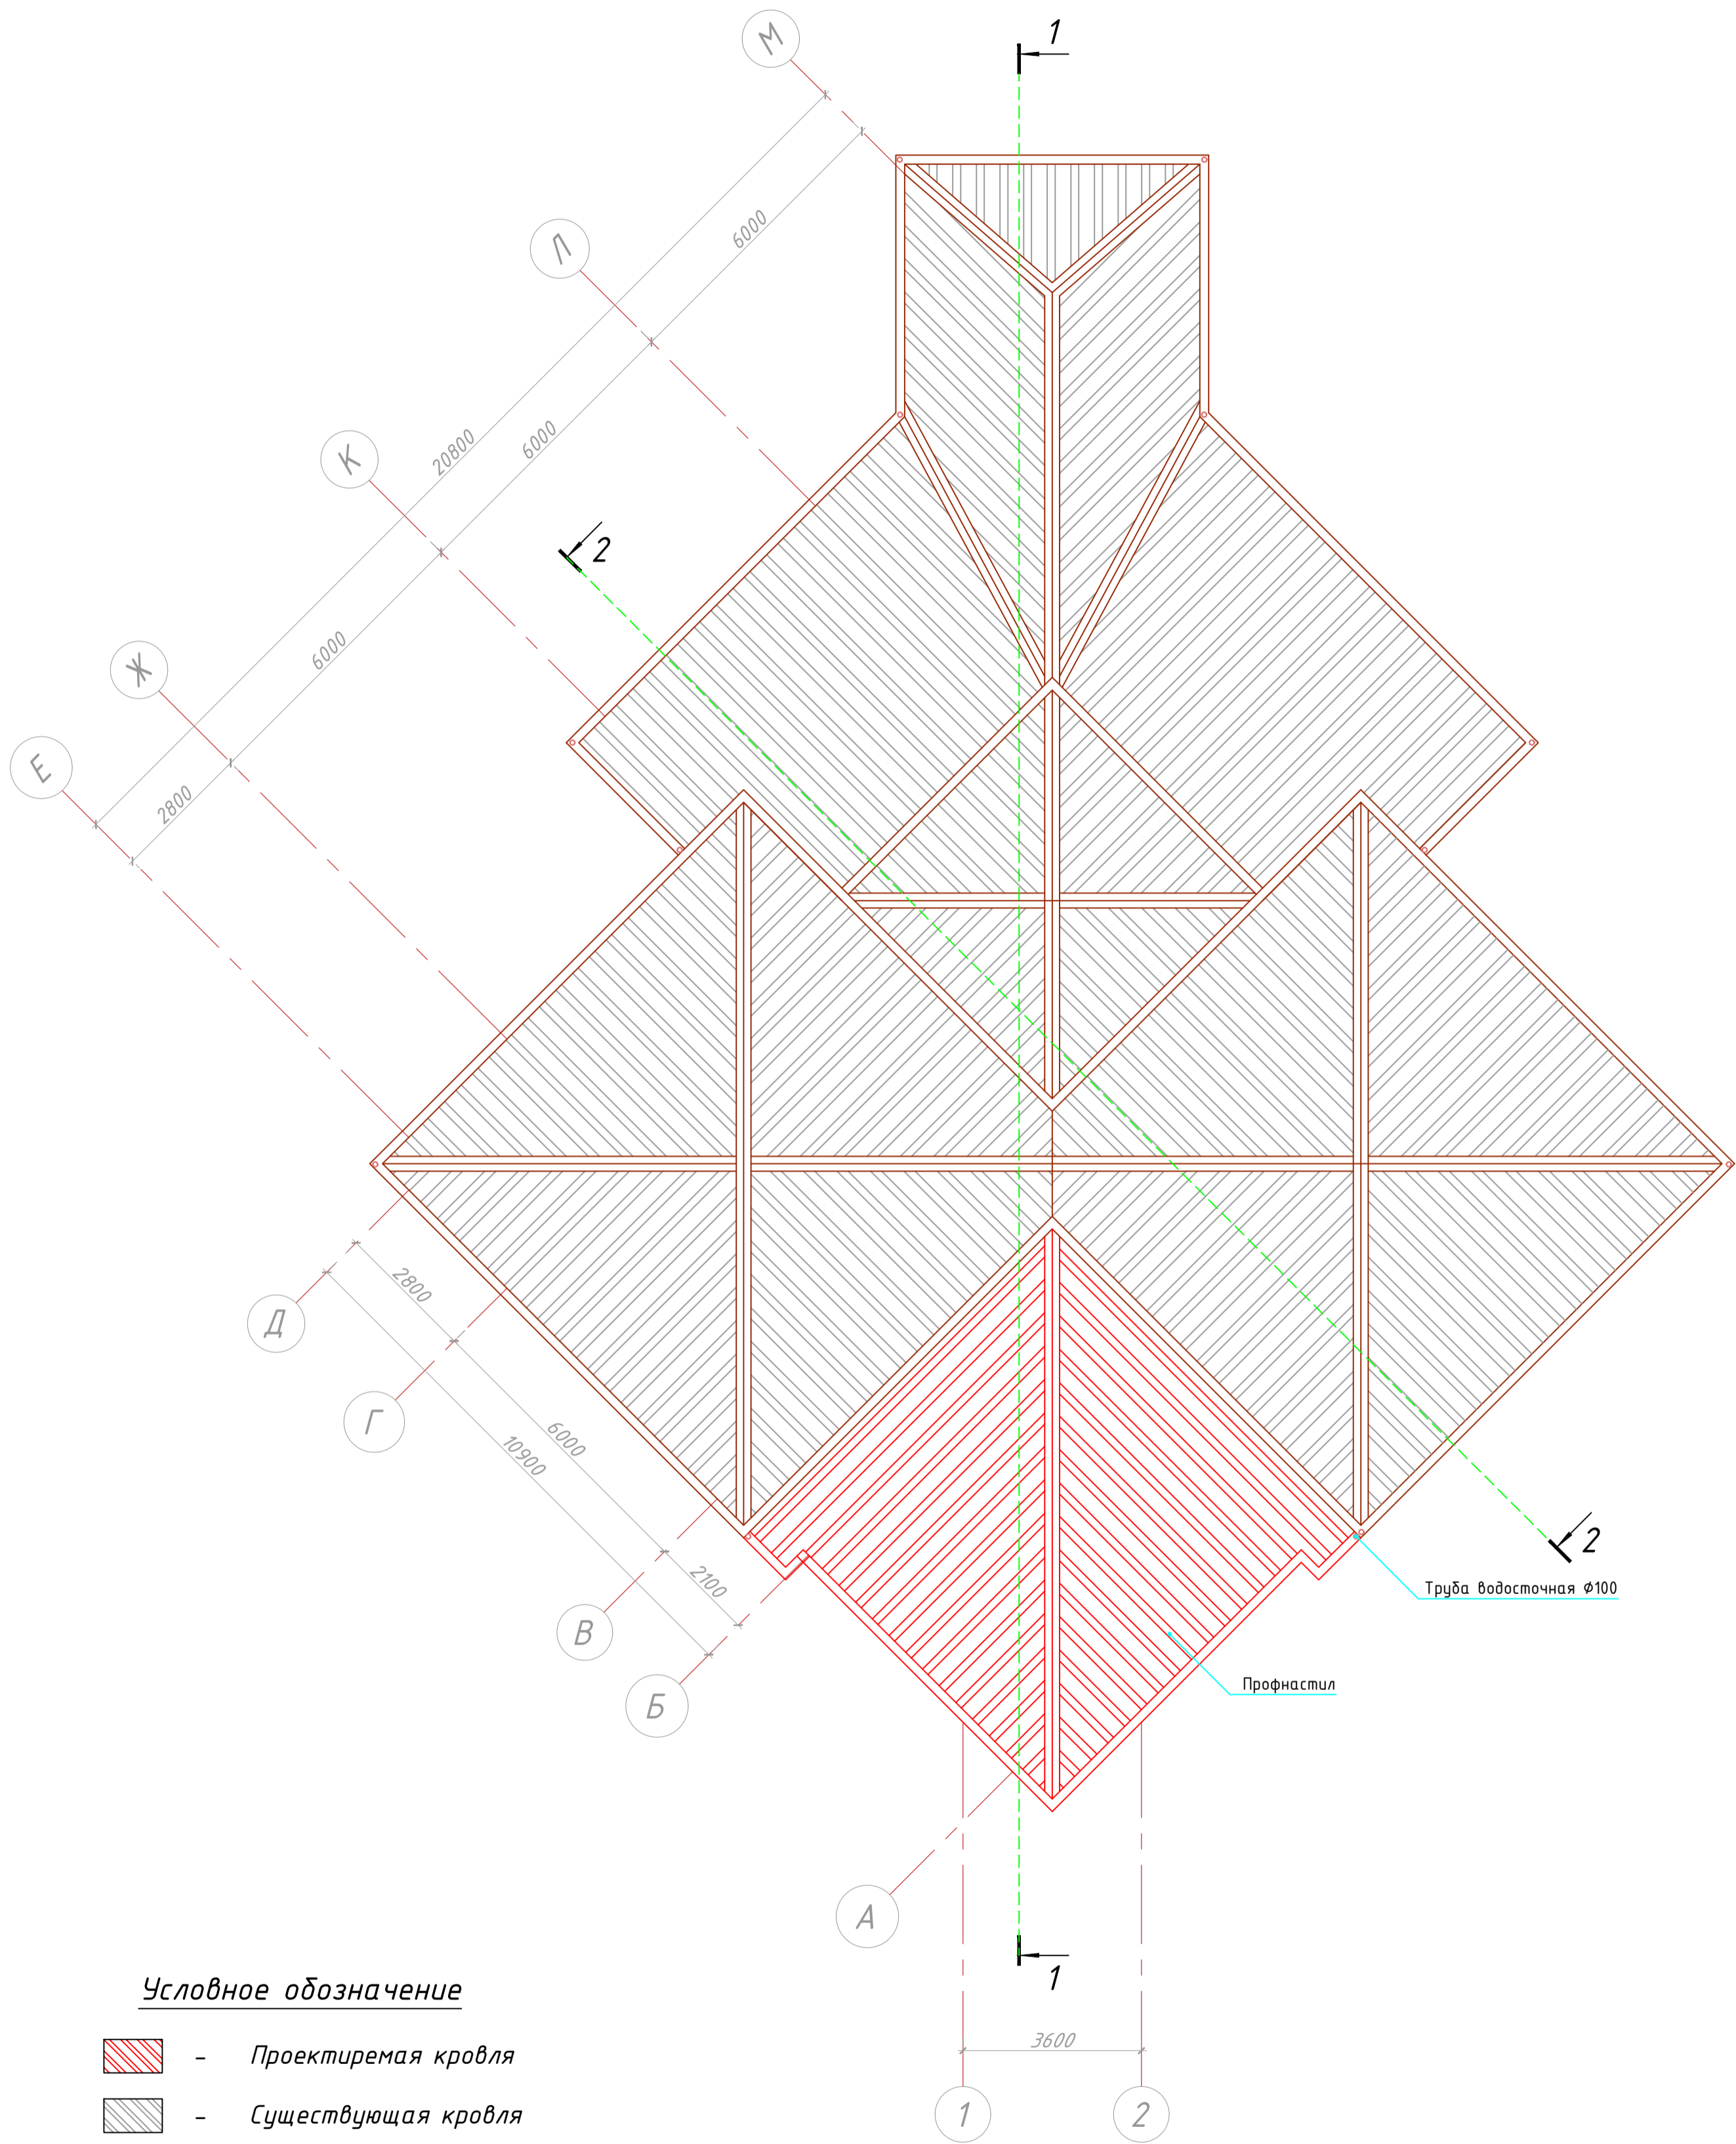 М
1
Л
6000
К
20800
6000
2
Ж
6000
Е
2800
Д
2800
Г
6000
10900
2
2100
Труба водосточная Ø100
В
Профнастил
Б
А
1
Условное обозначение
3600
- Проектиремая кровля
1
2
- Существующая кровля